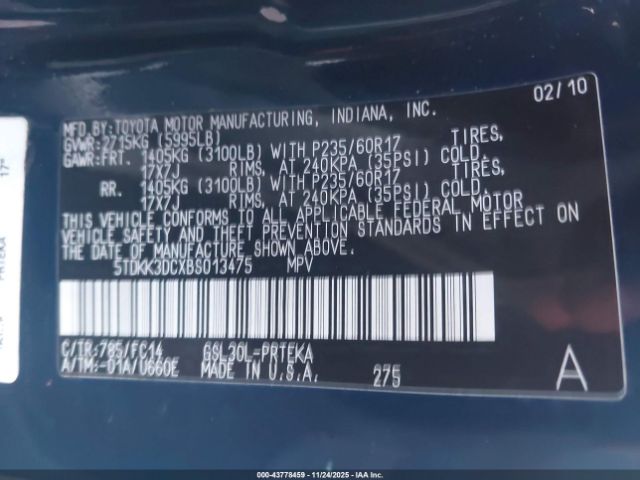 02/10
MFD.BY:TOYOTA MOTOR MANUFACTURING, INDIANA, INC.
GVWR:2715KG (5995LB)
GAWR:FRT. 1405KG (3100LB) WITH P235/60R17 TIRES,
17X7J RIMS, AT 240KPA (35PSI) COLD.
RR. 1405KG (3100LB) WITH P235/60R17 TIRES,
17X7J RIMS, AT 240KPA (35PSI) COLD.
THIS VEHICLE CONFORMS TO ALL APPLICABLE FEDERAL MOTOR
VEHICLE SAFETY AND THEFT PREVENTION STANDARDS IN EFFECT ON
THE DATE OF MANUFACTURE SHOWN ABOVE.
5TDKK3DCXBS013475 MPV
C/TR:785/FC14 GSL30L-PRTEKA
A/TM:-01A/U660E MADE IN U.S.A. 275
A
17"
PRTEKA
000-43778459 - 11/24/2025 - IAAI.com